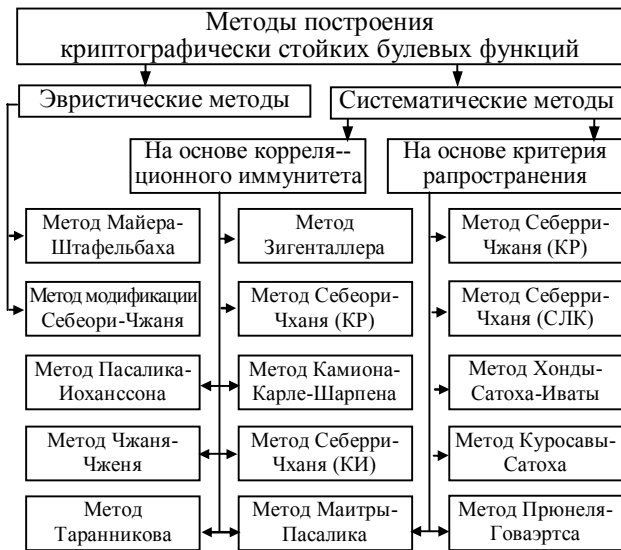 Методы построения
криптографически стойких булевых функций
Эвристические методы
Систематические методы
На основе корреля--
ционного иммунитета
На основе критерия
рапространения
Метод Майера-
Штафельбаха
Метод
Зигенталлера
Метод Себерри-
Чжаня (КР)
Метод модификации
Себеори-Чжаня
Метод Себеори-
Чханя (КР)
Метод Себерри-
Чханя (СЛК)
Метод Пасалика-
Иоханссона
Метод Камиона-
Карле-Шарпена
Метод Хонды-
Сатоха-Иваты
Метод Чжаня-
Чженя
Метод Себерри-
Чханя (КИ)
Метод Куросавы-
Сатоха
Метод
Таранникова
Метод Маитры-
Пасалика
Метод Прюнеля-
Говаэртса